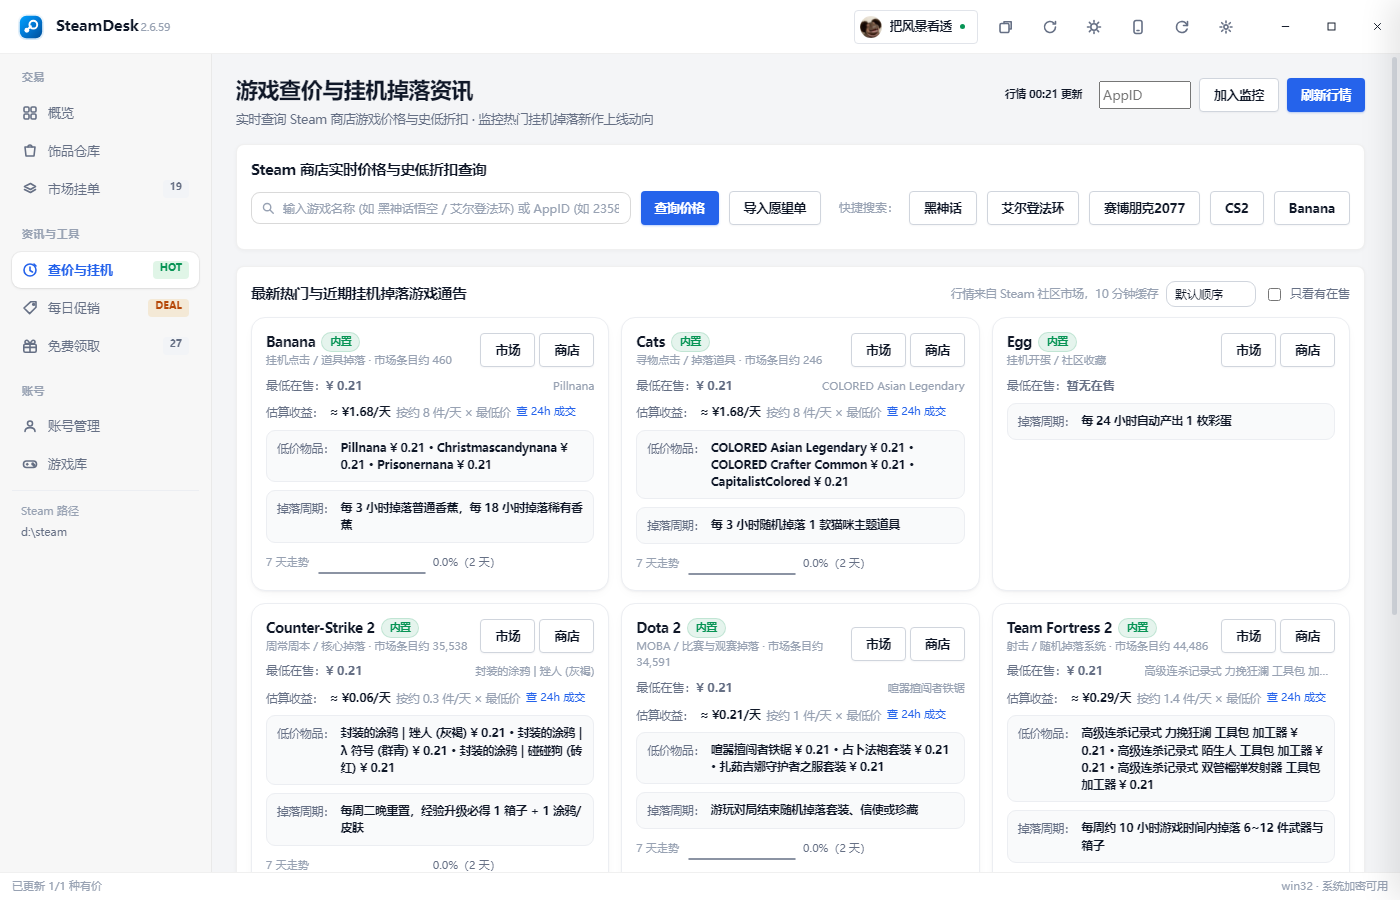 SteamDesk 2.6.59
把风景看透
交易
概览
饰品仓库
市场挂单 19
资讯与工具
查价与挂机 HOT
每日促销 DEAL
免费领取 27
账号
账号管理
游戏库
Steam 路径
d:\steam
游戏查价与挂机掉落资讯
实时查询 Steam 商店游戏价格与史低折扣 · 监控热门挂机掉落新作上线动向
行情 00:21 更新
AppID
加入监控
刷新行情
Steam 商店实时价格与史低折扣查询
输入游戏名称 (如 黑神话悟空 / 艾尔登法环) 或 AppID (如 2358
查询价格
导入愿望单
快捷搜索：
黑神话
艾尔登法环
赛博朋克2077
CS2
Banana
最新热门与近期挂机掉落游戏通告
行情来自 Steam 社区市场，10 分钟缓存
默认顺序
只看有在售
Banana 内置
挂机点击 / 道具掉落 · 市场条目约 460
市场 商店
最低在售：¥ 0.21 Pillnana
估算收益： ≈ ¥1.68/天 按约 8 件/天 × 最低价 查 24h 成交
低价物品： Pillnana ¥ 0.21 • Christmascandynana ¥
0.21 • Prisonernana ¥ 0.21
掉落周期： 每 3 小时掉落普通香蕉，每 18 小时掉落稀有香
蕉
7 天走势 0.0%（2 天）
Cats 内置
寻物点击 / 掉落道具 · 市场条目约 246
市场 商店
最低在售：¥ 0.21 COLORED Asian Legendary
估算收益： ≈ ¥1.68/天 按约 8 件/天 × 最低价 查 24h 成交
低价物品： COLORED Asian Legendary ¥ 0.21 •
COLORED Crafter Common ¥ 0.21 •
CapitalistColored ¥ 0.21
掉落周期： 每 3 小时随机掉落 1 款猫咪主题道具
7 天走势 0.0%（2 天）
Egg 内置
挂机开蛋 / 社区收藏
市场 商店
最低在售：暂无在售
掉落周期： 每 24 小时自动产出 1 枚彩蛋
Counter-Strike 2 内置
周常周本 / 核心掉落 · 市场条目约 35,538
市场 商店
最低在售：¥ 0.21 封装的涂鸦 | 矬人 (灰褐)
估算收益： ≈ ¥0.06/天 按约 0.3 件/天 × 最低价 查 24h 成交
低价物品： 封装的涂鸦 | 矬人 (灰褐) ¥ 0.21 • 封装的涂鸦 |
λ 符号 (群青) ¥ 0.21 • 封装的涂鸦 | 碰碰狗 (砖
红) ¥ 0.21
掉落周期： 每周二晚重置，经验升级必得 1 箱子 + 1 涂鸦/
皮肤
7 天走势 0.0%（2 天）
Dota 2 内置
MOBA / 比赛与观赛掉落 · 市场条目约
34,591
市场 商店
最低在售：¥ 0.21 喧嚣擂闯者铁锯
估算收益： ≈ ¥0.21/天 按约 1 件/天 × 最低价 查 24h 成交
低价物品： 喧嚣擂闯者铁锯 ¥ 0.21 • 占卜法袍套装 ¥ 0.21
• 扎茹吉娜守护者之服套装 ¥ 0.21
掉落周期： 游玩对局结束随机掉落套装、信使或珍藏
7 天走势 0.0%（2 天）
Team Fortress 2 内置
射击 / 随机掉落系统 · 市场条目约 44,486
市场 商店
最低在售：¥ 0.21 高级连杀记录式 力挽狂澜 工具包 加...
估算收益： ≈ ¥0.29/天 按约 1.4 件/天 × 最低价 查 24h 成交
低价物品： 高级连杀记录式 力挽狂澜 工具包 加工器 ¥
0.21 • 高级连杀记录式 陌生人 工具包 加工器 ¥
0.21 • 高级连杀记录式 双管榴弹发射器 工具包
加工器 ¥ 0.21
掉落周期： 每周约 10 小时游戏时间内掉落 6~12 件武器与
箱子
已更新 1/1 种有价
win32 · 系统加密可用